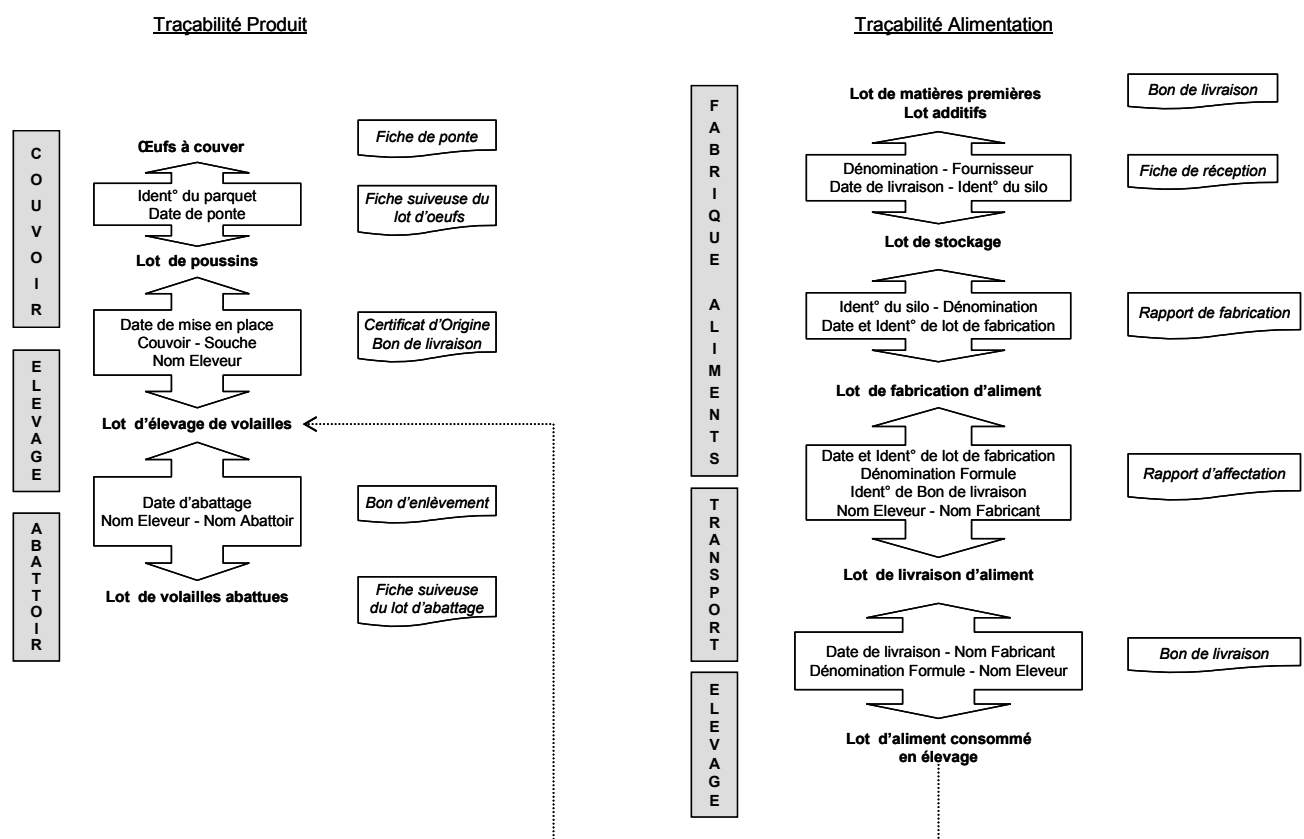 Traçabilité Produit
COUVOIR
Œufs à couver
Fiche de ponte
Ident° du parquet
Date de ponte
Fiche suiveuse du
lot d'oeufs
Lot de poussins
Date de mise en place
Couvoir - Souche
Nom Eleveur
Certificat d'Origine
Bon de livraison
ELEVAGE
Lot d'élevage de volailles
Date d'abattage
Nom Eleveur - Nom Abattoir
Bon d'enlèvement
ABATTOIR
Lot de volailles abattues
Fiche suiveuse
du lot d'abattage
Traçabilité Alimentation
FABRIQUE ALIMENTS
Lot de matières premières
Lot additifs
Bon de livraison
Dénomination - Fournisseur
Date de livraison - Ident° du silo
Fiche de réception
Lot de stockage
Ident° du silo - Dénomination
Date et Ident° de lot de fabrication
Rapport de fabrication
Lot de fabrication d'aliment
Date et Ident° de lot de fabrication
Dénomination Formule
Ident° de Bon de livraison
Nom Eleveur - Nom Fabricant
Rapport d'affectation
TRANSPORT
Lot de livraison d'aliment
Date de livraison - Nom Fabricant
Dénomination Formule - Nom Eleveur
Bon de livraison
ELEVAGE
Lot d'aliment consommé
en élevage